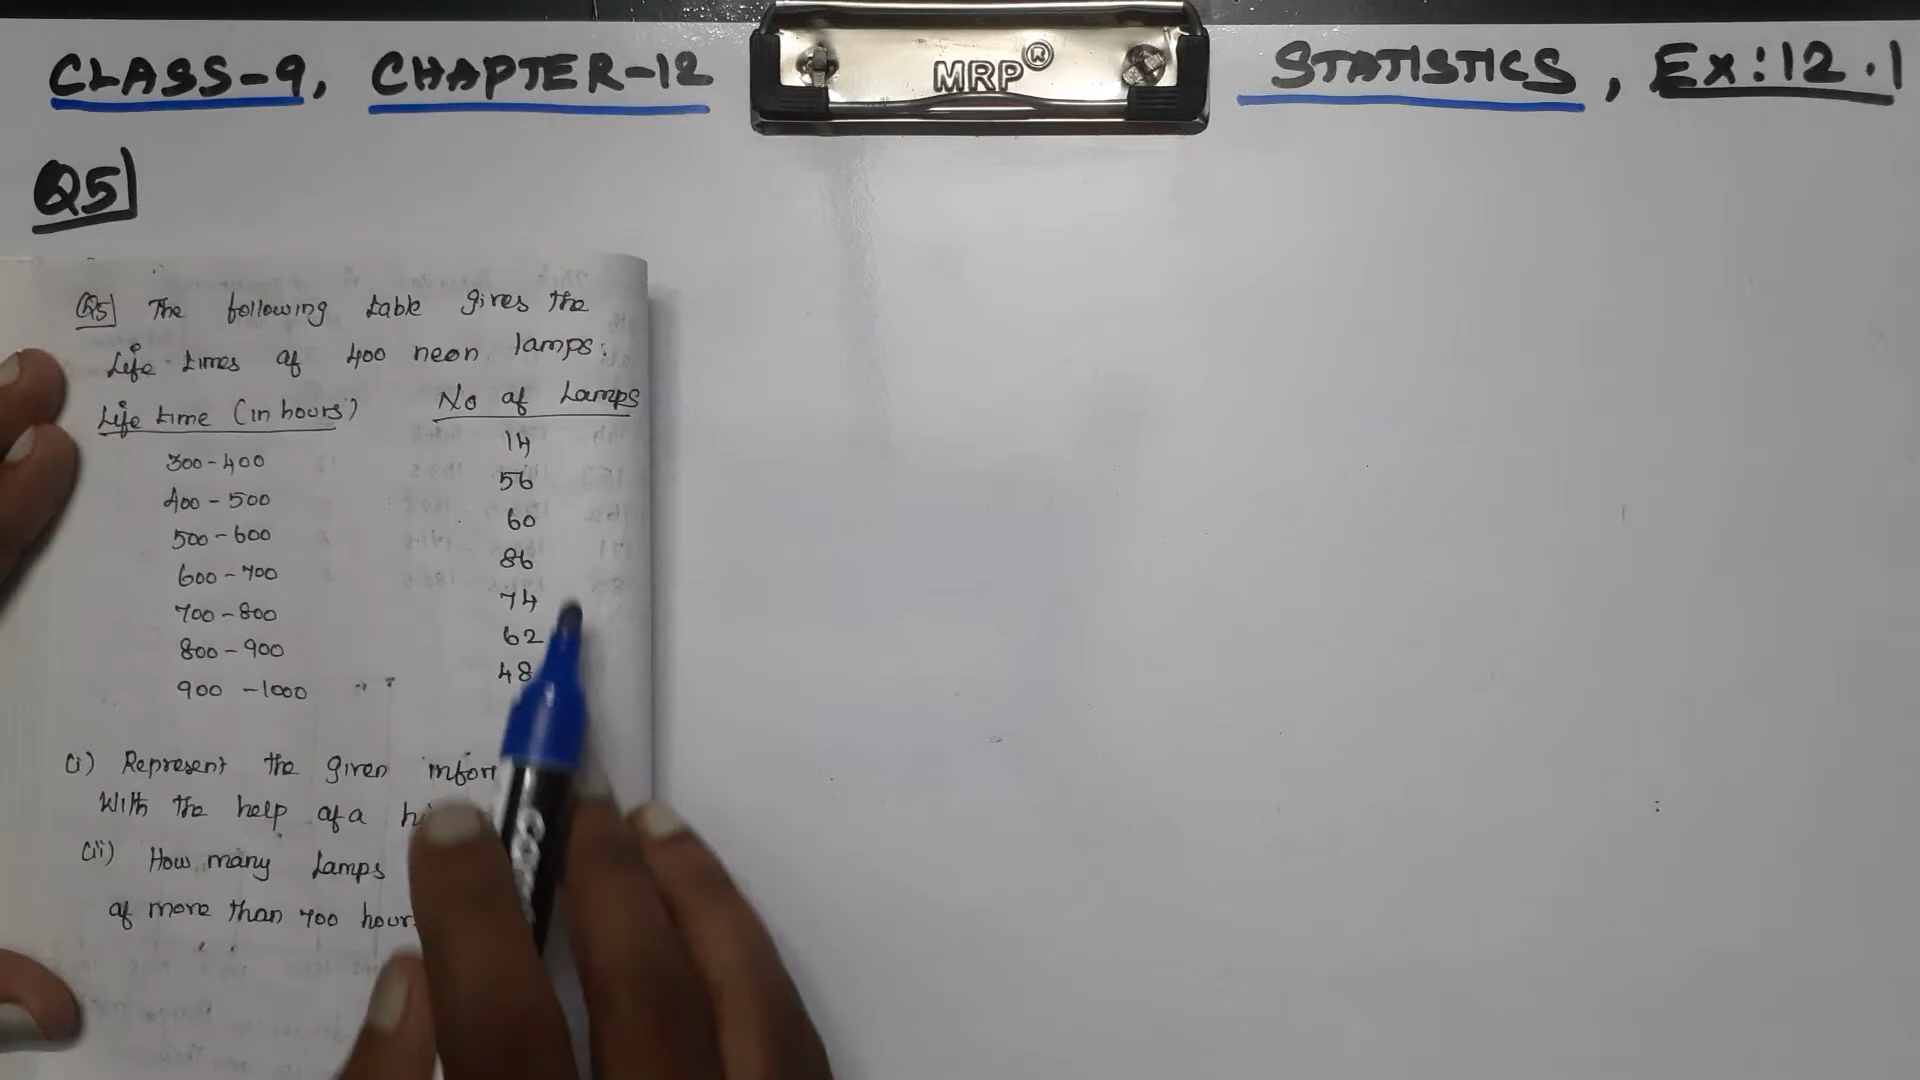 CLASS-9, CHAPTER-12
MRP®
STATISTICS, Ex:12.1
Q5
Q5 The following table gives the
Life times of 400 neon lamps:
Life time (in hours) No of Lamps
300-400 14
400-500 56
500-600 60
600-700 86
700-800 74
800-900 62
900-1000 48
(i) Represent the given
With the help of a
(ii) How many Lamps
of more than 700